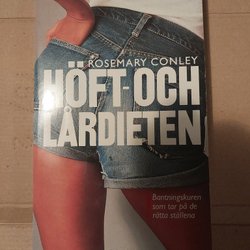 ROSEMARY CONLEY
HÖFT-OCH
LÅRDIETEN
Bantningskuren
som tar på de
rätta ställena